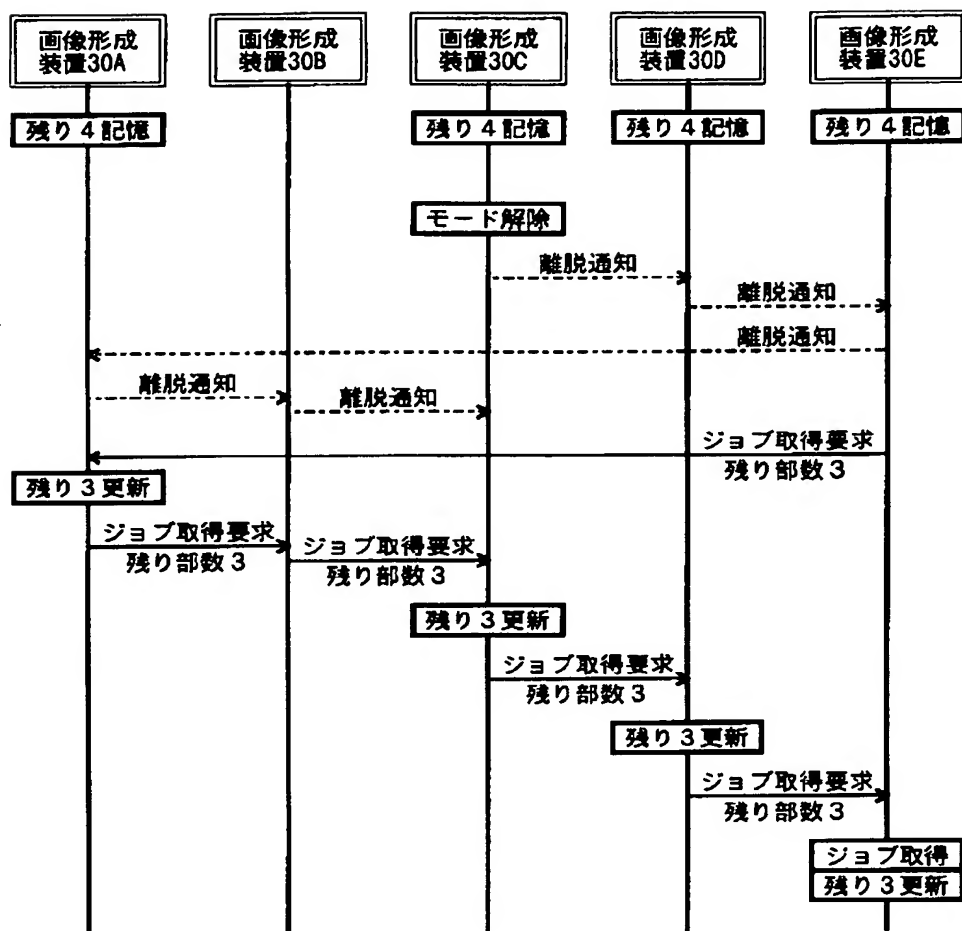 画像形成
装置30A
画像形成
装置30B
画像形成
装置30C
画像形成
装置30D
画像形成
装置30E
残り4記憶
残り4記憶
残り4記憶
残り4記憶
モード解除
離脱通知
離脱通知
離脱通知
離脱通知
離脱通知
ジョブ取得要求
残り部数3
残り3更新
ジョブ取得要求
残り部数3
ジョブ取得要求
残り部数3
残り3更新
ジョブ取得要求
残り部数3
残り3更新
ジョブ取得要求
残り部数3
ジョブ取得
残り3更新